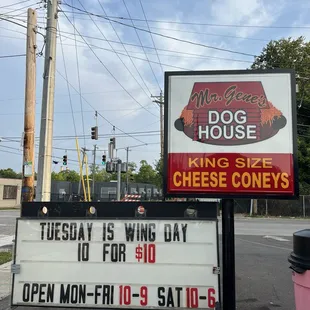 Mr. Gene's
DOG
HOUSE
KING SIZE
CHEESE CONEYS
TUESDAY IS WING DAY
10 FOR $10
OPEN MON-FRI 10-9 SAT 10-6